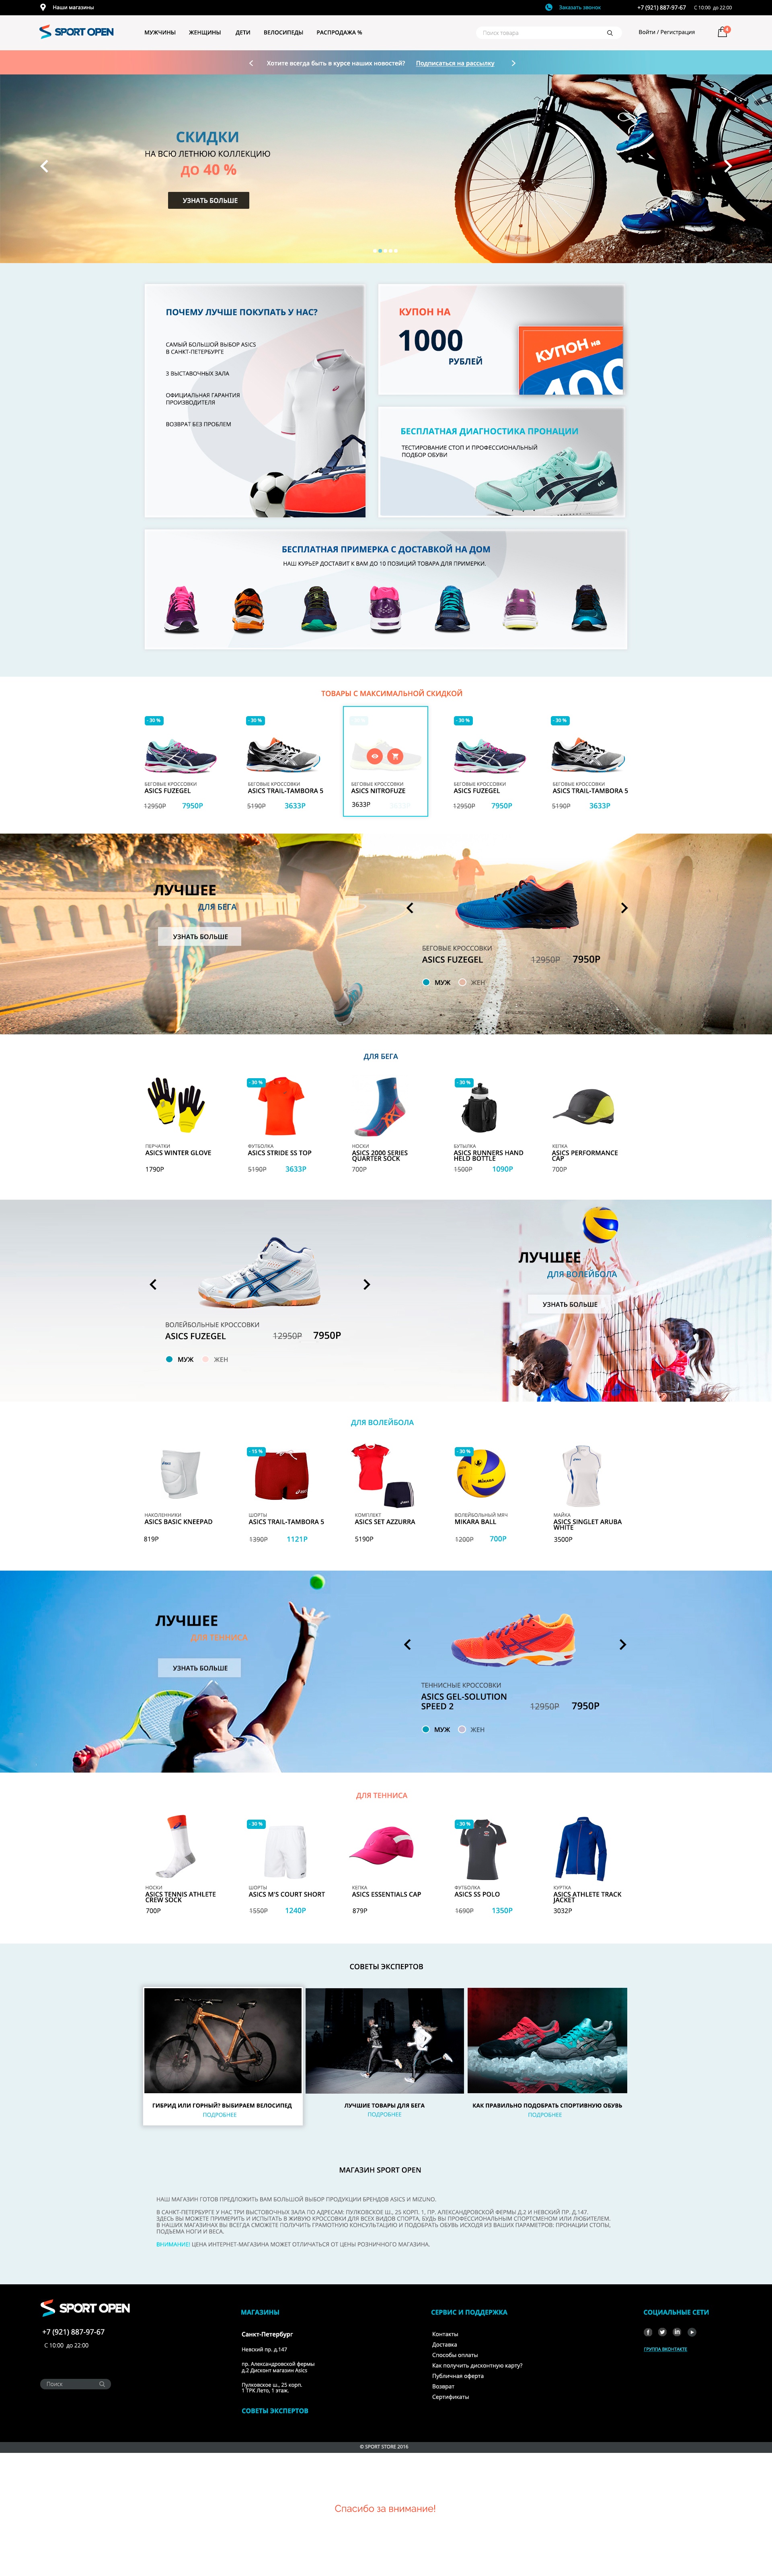 Наши магазины
Заказать звонок
+7 (921) 887-97-67
С 10:00 до 22:00
SPORT OPEN
МУЖЧИНЫ
ЖЕНЩИНЫ
ДЕТИ
ВЕЛОСИПЕДЫ
РАСПРОДАЖА %
Поиск товары
Войти / Регистрация
Хотите всегда быть в курсе наших новостей?
Подписаться на рассылку
СКИДКИ
НА ВСЮ ЛЕТНЮЮ КОЛЛЕКЦИЮ
ДО 40 %
УЗНАТЬ БОЛЬШЕ
ПОЧЕМУ ЛУЧШЕ ПОКУПАТЬ У НАС?
САМЫЙ БОЛЬШОЙ ВЫБОР ASICS
В САНКТ-ПЕТЕРБУРГЕ
3 ВЫСТАВОЧНЫХ ЗАЛА
ОФИЦИАЛЬНАЯ ГАРАНТИЯ
ПРОИЗВОДИТЕЛЯ
ВОЗВРАТ БЕЗ ПРОБЛЕМ
КУПОН НА
1000
РУБЛЕЙ
КУПОН на
БЕСПЛАТНАЯ ДИАГНОСТИКА ПРОНАЦИИ
ТЕСТИРОВАНИЕ СТОП И ПРОФЕССИОНАЛЬНЫЙ
ПОДБОР ОБУВИ
БЕСПЛАТНАЯ ПРИМЕРКА С ДОСТАВКОЙ НА ДОМ
НАШ КУРЬЕР ДОСТАВИТ К ВАМ ДО 10 ПОЗИЦИЙ ТОВАРА ДЛЯ ПРИМЕРКИ.
ТОВАРЫ С МАКСИМАЛЬНОЙ СКИДКОЙ
- 30 %
БЕГОВЫЕ КРОССОВКИ
ASICS FUZEGEL
12950Р 7950Р
- 30 %
БЕГОВЫЕ КРОССОВКИ
ASICS TRAIL-TAMBORA 5
5190Р 3633Р
БЕГОВЫЕ КРОССОВКИ
ASICS NITROFUZE
3633Р
- 30 %
БЕГОВЫЕ КРОССОВКИ
ASICS FUZEGEL
12950Р 7950Р
- 30 %
БЕГОВЫЕ КРОССОВКИ
ASICS TRAIL-TAMBORA 5
5190Р 3633Р
ЛУЧШЕЕ
ДЛЯ БЕГА
УЗНАТЬ БОЛЬШЕ
БЕГОВЫЕ КРОССОВКИ
ASICS FUZEGEL
12950Р 7950Р
МУЖ ЖЕН
ДЛЯ БЕГА
ПЕРЧАТКИ
ASICS WINTER GLOVE
1790Р
- 30 %
ФУТБОЛКА
ASICS STRIDE SS TOP
5190Р 3633Р
НОСКИ
ASICS 2000 SERIES
QUARTER SOCK
700Р
- 30 %
БУТЫЛКА
ASICS RUNNERS HAND
HELD BOTTLE
1500Р 1090Р
КЕПКА
ASICS PERFORMANCE
CAP
700Р
ВОЛЕЙБОЛЬНЫЕ КРОССОВКИ
ASICS FUZEGEL
12950Р 7950Р
МУЖ ЖЕН
ЛУЧШЕЕ
ДЛЯ ВОЛЕЙБОЛА
УЗНАТЬ БОЛЬШЕ
ДЛЯ ВОЛЕЙБОЛА
НАКОЛЕННИКИ
ASICS BASIC KNEEPAD
819Р
- 15 %
ШОРТЫ
ASICS TRAIL-TAMBORA 5
1390Р 1121Р
КОМПЛЕКТ
ASICS SET AZZURRA
5190Р
- 30 %
MIKASA
ВОЛЕЙБОЛЬНЫЙ МЯЧ
MIKARA BALL
1200Р 700Р
МАЙКА
ASICS SINGLET ARUBA
WHITE
3500Р
ЛУЧШЕЕ
ДЛЯ ТЕННИСА
УЗНАТЬ БОЛЬШЕ
ТЕННИСНЫЕ КРОССОВКИ
ASICS GEL-SOLUTION
SPEED 2
12950Р 7950Р
МУЖ ЖЕН
ДЛЯ ТЕННИСА
НОСКИ
ASICS TENNIS ATHLETE
CREW SOCK
700Р
- 30 %
ШОРТЫ
ASICS M'S COURT SHORT
1550Р 1240Р
КЕПКА
ASICS ESSENTIALS CAP
879Р
- 30 %
ФУТБОЛКА
ASICS SS POLO
1690Р 1350Р
КУРТКА
ASICS ATHLETE TRACK
JACKET
3032Р
СОВЕТЫ ЭКСПЕРТОВ
ГИБРИД ИЛИ ГОРНЫЙ? ВЫБИРАЕМ ВЕЛОСИПЕД
ПОДРОБНЕЕ
ЛУЧШИЕ ТОВАРЫ ДЛЯ БЕГА
ПОДРОБНЕЕ
КАК ПРАВИЛЬНО ПОДОБРАТЬ СПОРТИВНУЮ ОБУВЬ
ПОДРОБНЕЕ
МАГАЗИН SPORT OPEN
НАШ МАГАЗИН ГОТОВ ПРЕДЛОЖИТЬ ВАМ БОЛЬШОЙ ВЫБОР ПРОДУКЦИИ БРЕНДОВ ASICS И MIZUNO.
В САНКТ-ПЕТЕРБУРГЕ У НАС ТРИ ВЫСТОВОЧНЫХ ЗАЛА ПО АДРЕСАМ: ПУЛКОВСКОЕ Ш., 25 КОРП. 1, ПР. АЛЕКСАНДРОВСКОЙ ФЕРМЫ Д.2 И НЕВСКИЙ ПР. Д.147.
ЗДЕСЬ ВЫ МОЖЕТЕ ПРИМЕРИТЬ И ИСПЫТАТЬ В ЖИВУЮ КРОССОВКИ ДЛЯ ВСЕХ ВИДОВ СПОРТА, БУДЬ ВЫ ПРОФЕССИОНАЛЬНЫМ СПОРТСМЕНОМ ИЛИ ЛЮБИТЕЛЕМ.
В НАШИХ МАГАЗИНАХ ВЫ ВСЕГДА СМОЖЕТЕ ПОЛУЧИТЬ ГРАМОТНУЮ КОНСУЛЬТАЦИЮ И ПОДОБРАТЬ ОБУВЬ ИСХОДЯ ИЗ ВАШИХ ПАРАМЕТРОВ: ПРОНАЦИИ СТОПЫ,
ПОДЪЕМА НОГИ И ВЕСА.
ВНИМАНИЕ! ЦЕНА ИНТЕРНЕТ-МАГАЗИНА МОЖЕТ ОТЛИЧАТЬСЯ ОТ ЦЕНЫ РОЗНИЧНОГО МАГАЗИНА.
SPORT OPEN
+7 (921) 887-97-67
С 10:00 до 22:00
Поиск
МАГАЗИНЫ
Санкт-Петербург
Невский пр. д.147
пр. Александровской фермы
д.2 Дисконт магазин Asics
Пулковское ш., 25 корп.
1 ТРК Лето, 1 этаж.
СОВЕТЫ ЭКСПЕРТОВ
СЕРВИС И ПОДДЕРЖКА
Контакты
Доставка
Способы оплаты
Как получить дисконтную карту?
Публичная оферта
Возврат
Сертификаты
СОЦИАЛЬНЫЕ СЕТИ
ГРУППА ВКОНТАКТЕ
© SPORT STORE 2016
Спасибо за внимание!